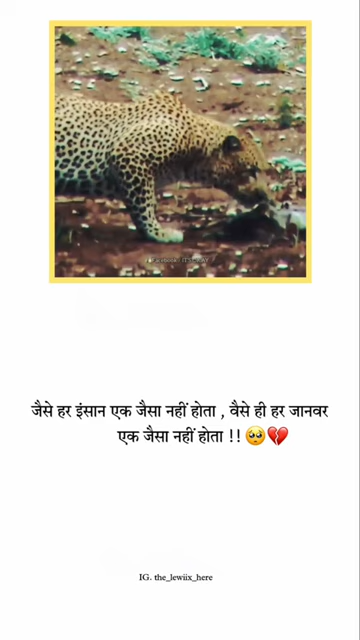 जैसे हर इंसान एक जैसा नहीं होता , वैसे ही हर जानवर
एक जैसा नहीं होता !! 🥺💔
IG. the_lewiix_here